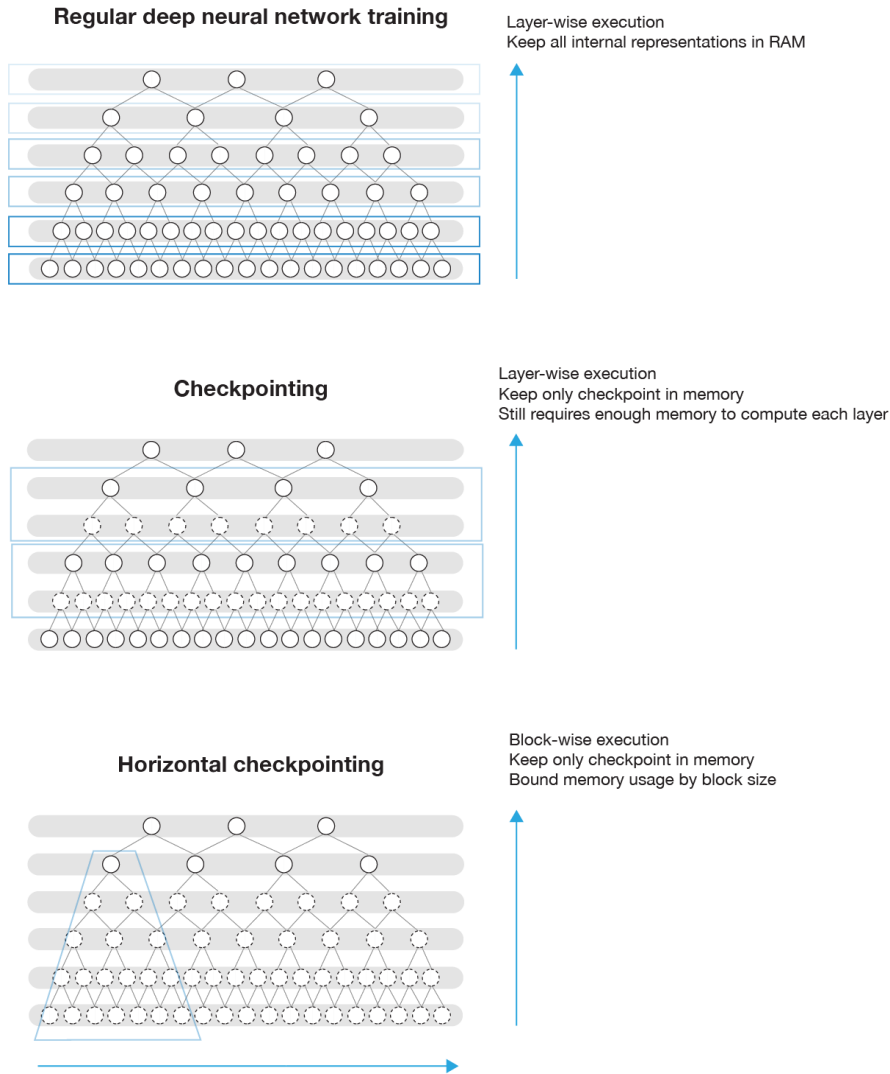 Regular deep neural network training
Layer-wise execution
Keep all internal representations in RAM
Checkpointing
Layer-wise execution
Keep only checkpoint in memory
Still requires enough memory to compute each layer
Horizontal checkpointing
Block-wise execution
Keep only checkpoint in memory
Bound memory usage by block size